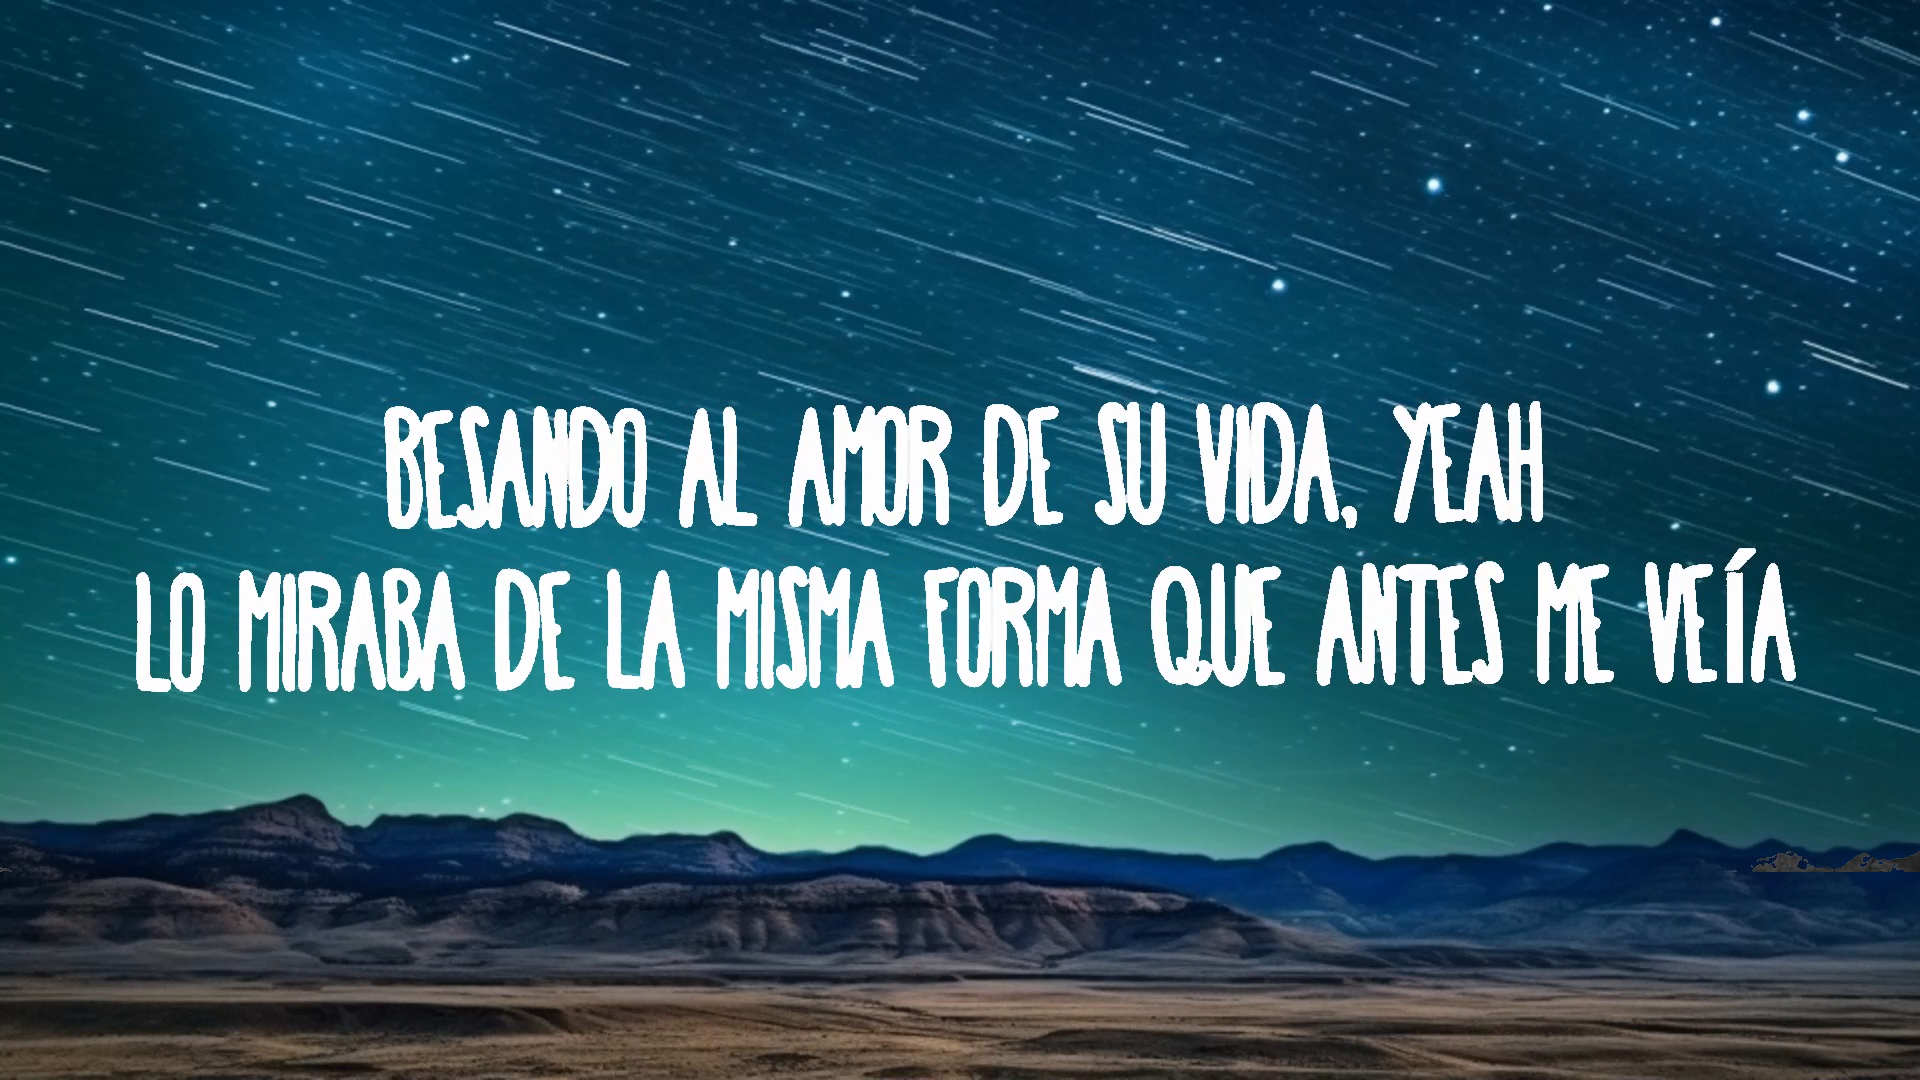 BESANDO AL AMOR DE SU VIDA, YEAH
LO MIRABA DE LA MISMA FORMA QUE ANTES ME VEÍA